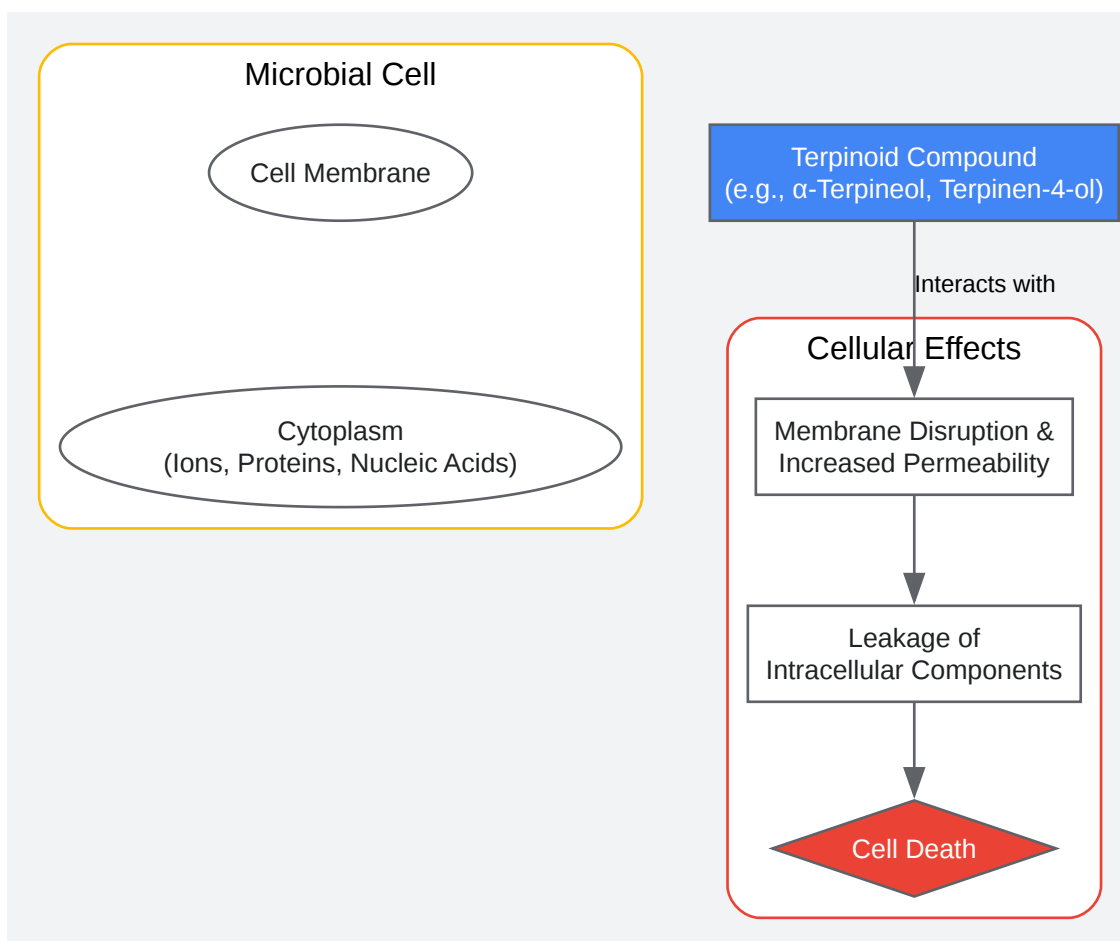 Microbial Cell
Cell Membrane
Cytoplasm
(Ions, Proteins, Nucleic Acids)
Terpinoid Compound
(e.g., α-Terpineol, Terpinen-4-ol)
Interacts with
Cellular Effects
Membrane Disruption &
Increased Permeability
Leakage of
Intracellular Components
Cell Death